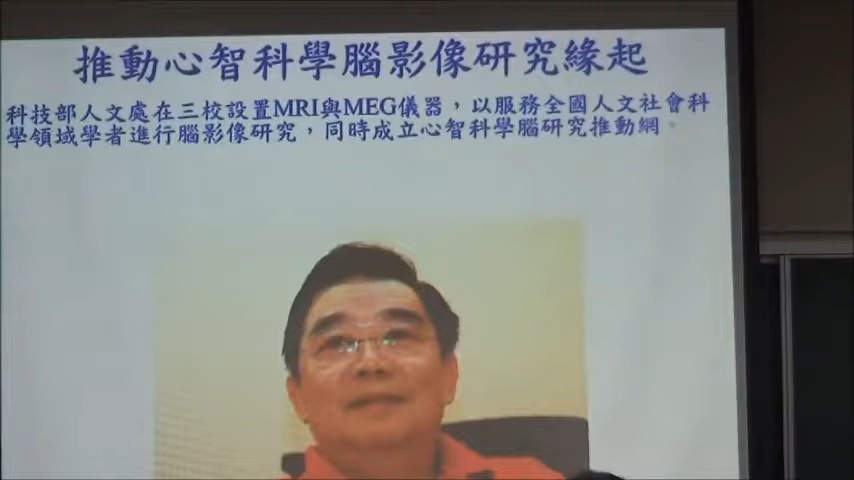 推動心智科學腦影像研究緣起
科技部人文處在三校設置MRI與MEG儀器，以服務全國人文社會科
學領域學者進行腦影像研究，同時成立心智科學腦研究推動網。